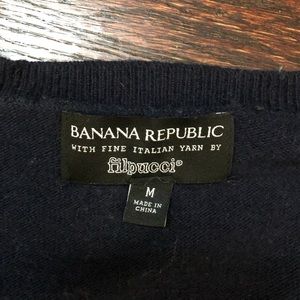 BANANA REPUBLIC
WITH FINE ITALIAN YARN BY
filpucci®
M
MADE IN
CHINA